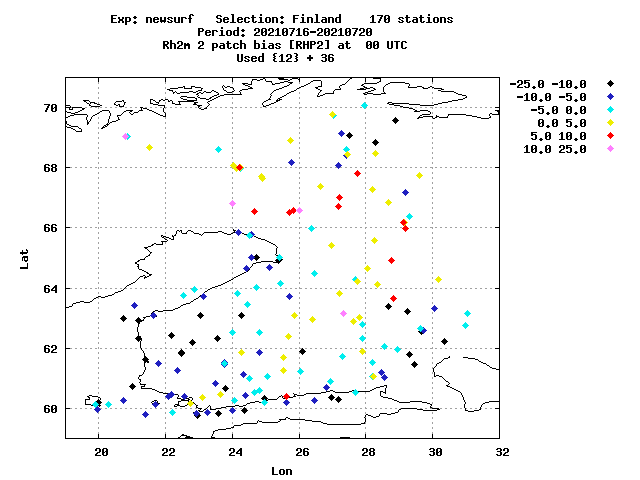 Exp: newsurf   Selection: Finland    170 stations
Period: 20210716-20210720
Rh2m 2 patch bias [RHP2] at  00 UTC
Used {12} + 36
-25.0 -10.0
-10.0 -5.0
-5.0 0.0
0.0 5.0
5.0 10.0
10.0 25.0
70
68
66
64
62
60
Lat
20 22 24 26 28 30 32
Lon